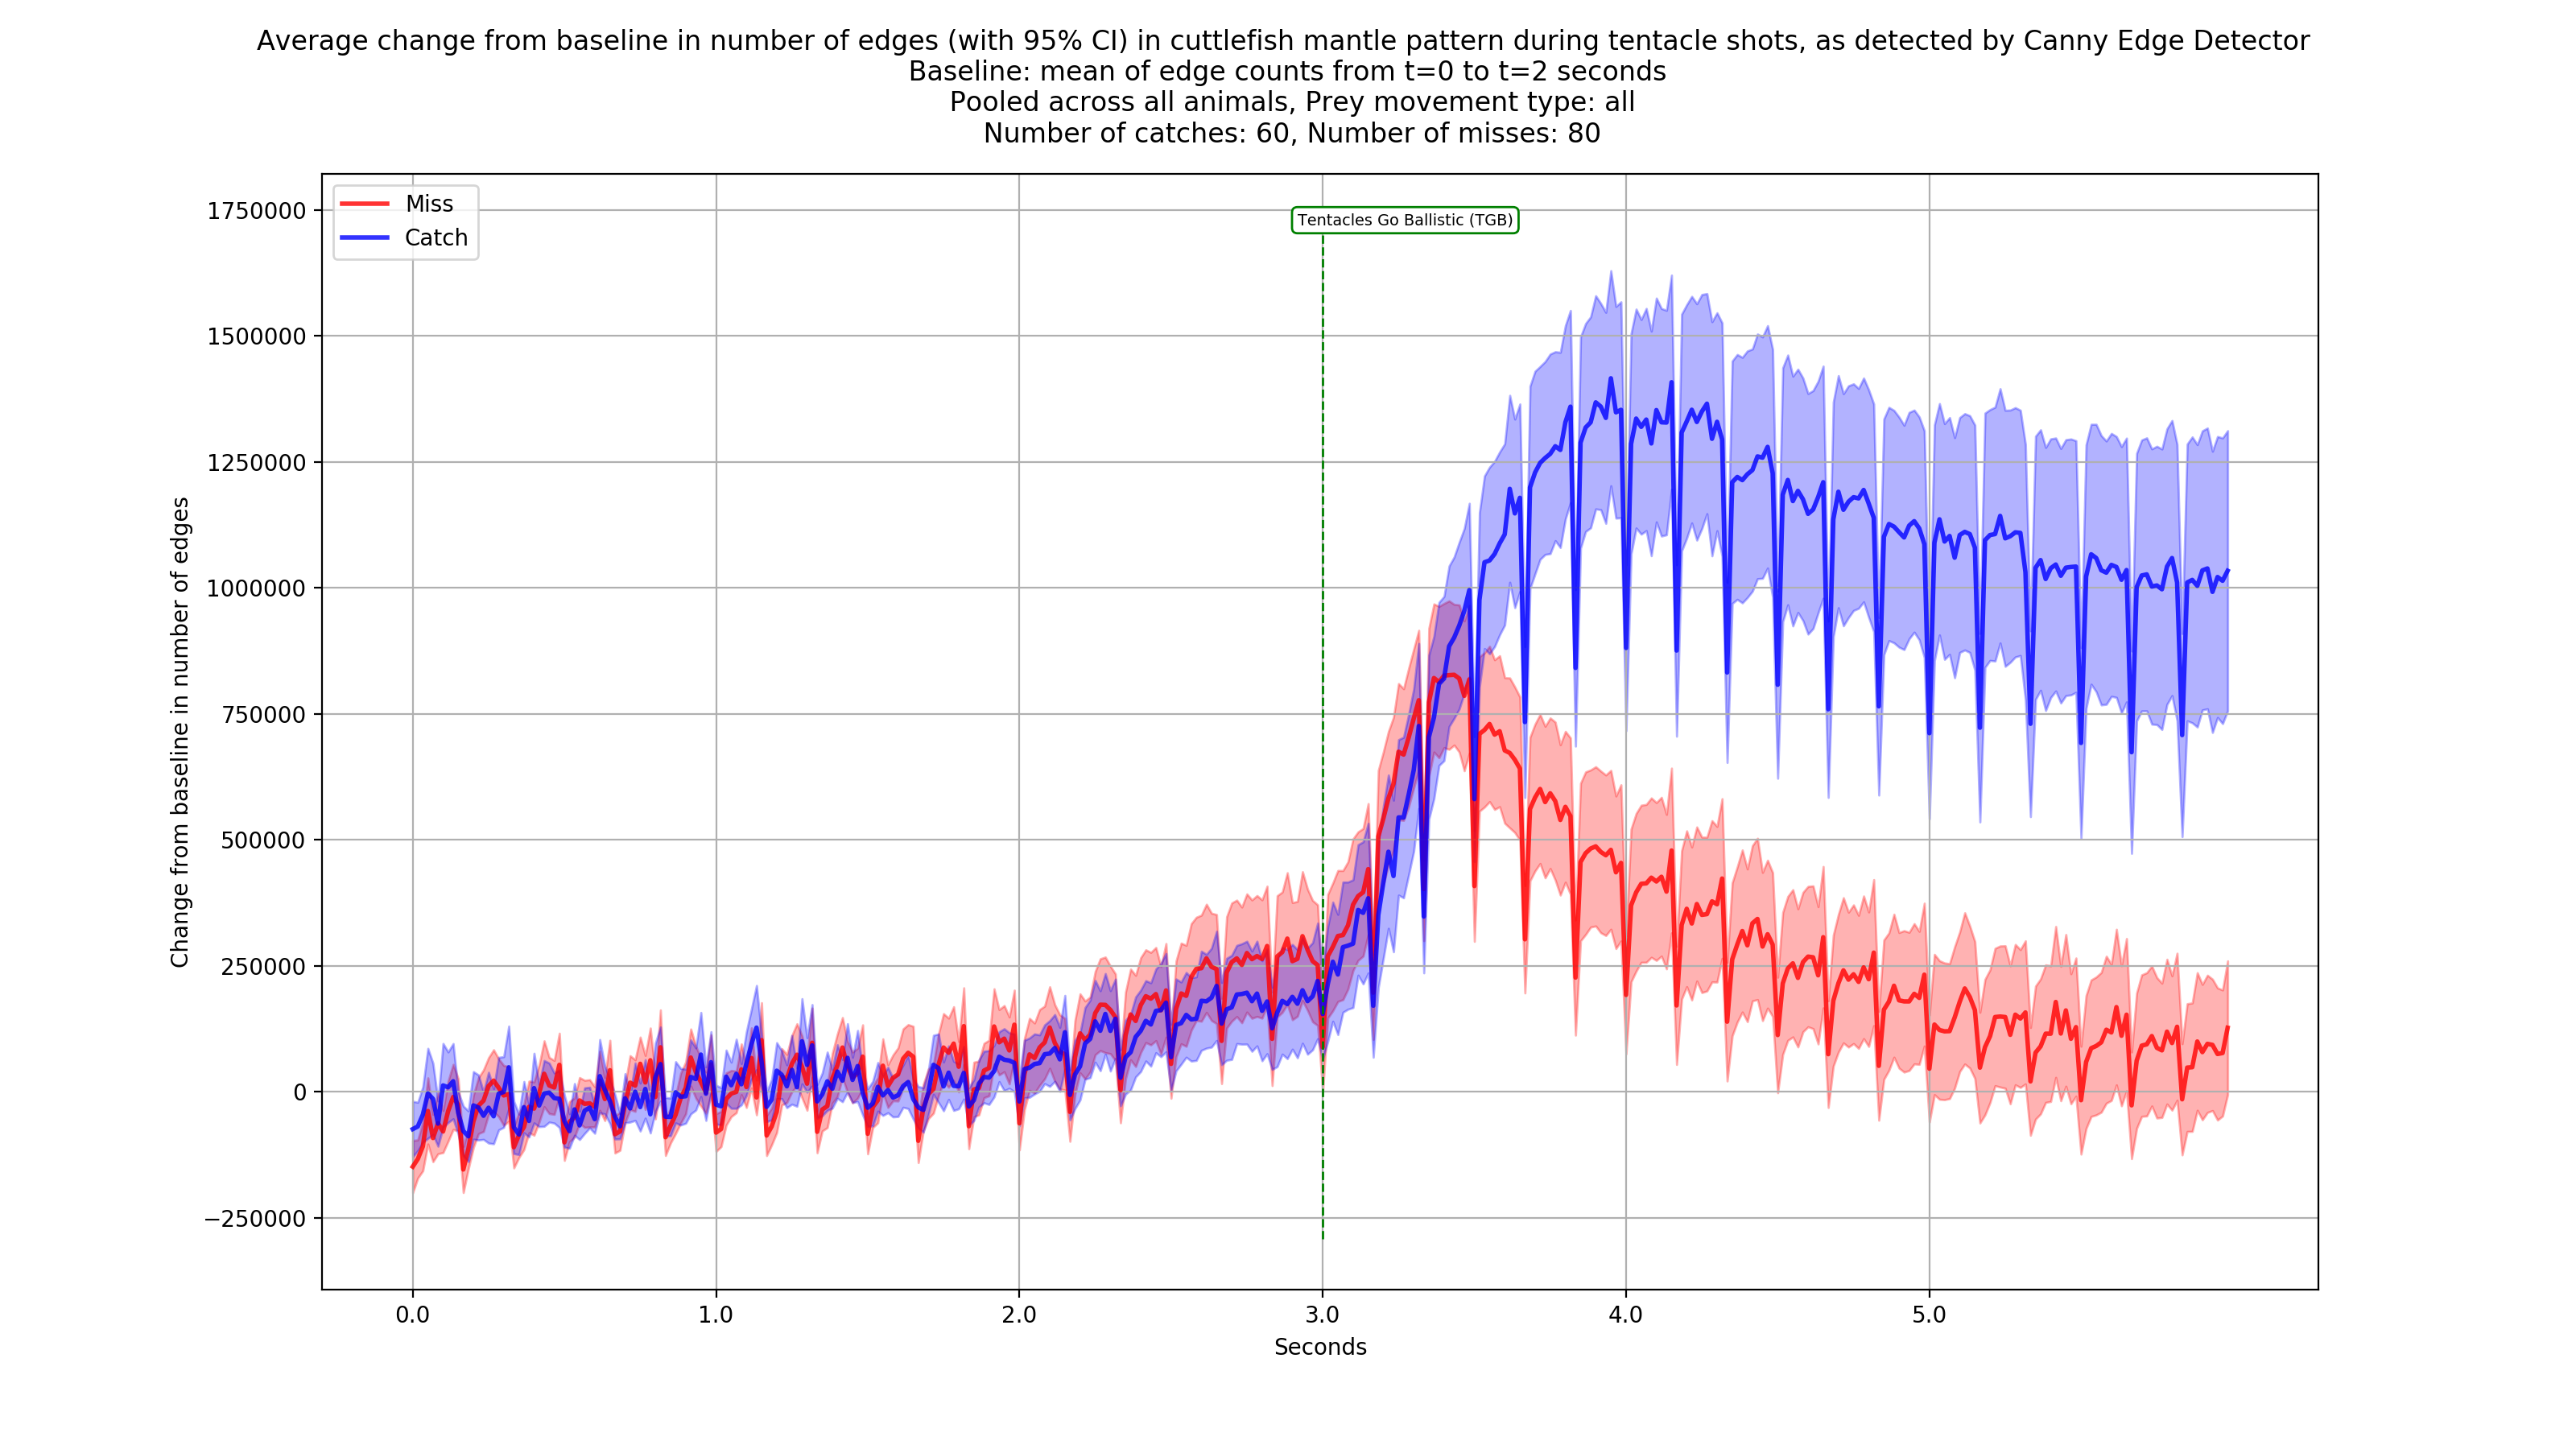 Average change from baseline in number of edges (with 95% CI) in cuttlefish mantle pattern during tentacle shots, as detected by Canny Edge Detector
Baseline: mean of edge counts from t=0 to t=2 seconds
Pooled across all animals, Prey movement type: all
Number of catches: 60, Number of misses: 80
Miss
Catch
Tentacles Go Ballistic (TGB)
Change from baseline in number of edges
1750000
1500000
1250000
1000000
750000
500000
250000
0
−250000
0.0 1.0 2.0 3.0 4.0 5.0
Seconds